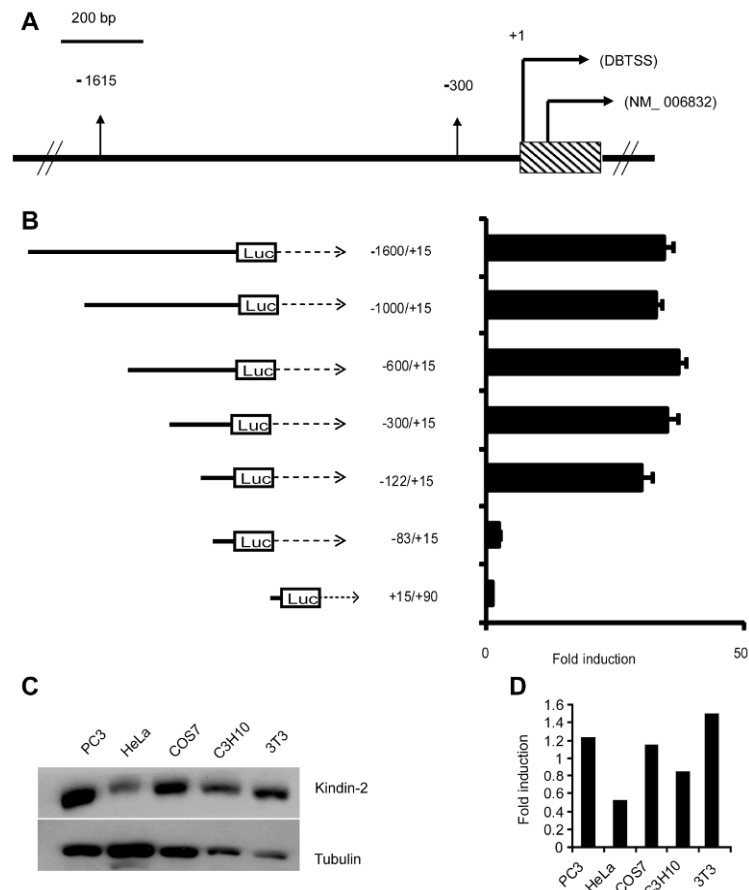 A
200 bp
+1
(DBTSS)
-1615
-300
(NM_ 006832)
B
Luc
-1600/+15
Luc
-1000/+15
Luc
-600/+15
Luc
-300/+15
Luc
-122/+15
Luc
-83/+15
Luc
+15/+90
0
50
Fold induction
C
PC3
HeLa
COS7
C3H10
3T3
Kindin-2
Tubulin
D
Fold induction
1.6
1.4
1.2
1
0.8
0.6
0.4
0.2
0
PC3
HeLa
COS7
C3H10
3T3